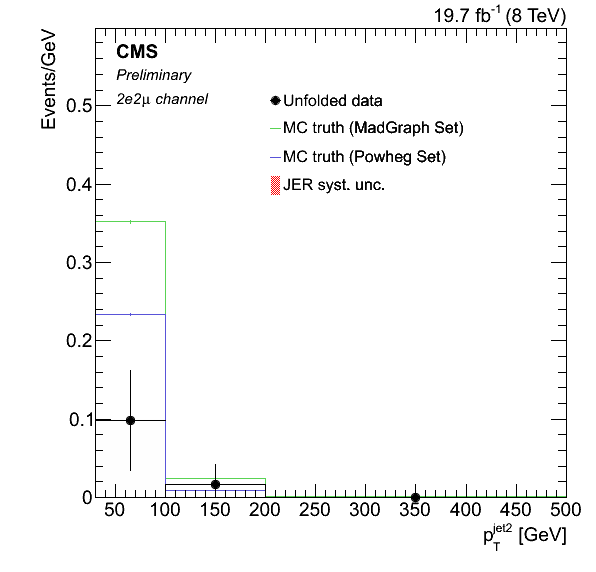 19.7 fb⁻¹ (8 TeV)
Events/GeV
CMS
Preliminary
2e2μ channel
Unfolded data
MC truth (MadGraph Set)
MC truth (Powheg Set)
JER syst. unc.
0.5
0.4
0.3
0.2
0.1
0
50 100 150 200 250 300 350 400 450 500
p_T^jet2 [GeV]